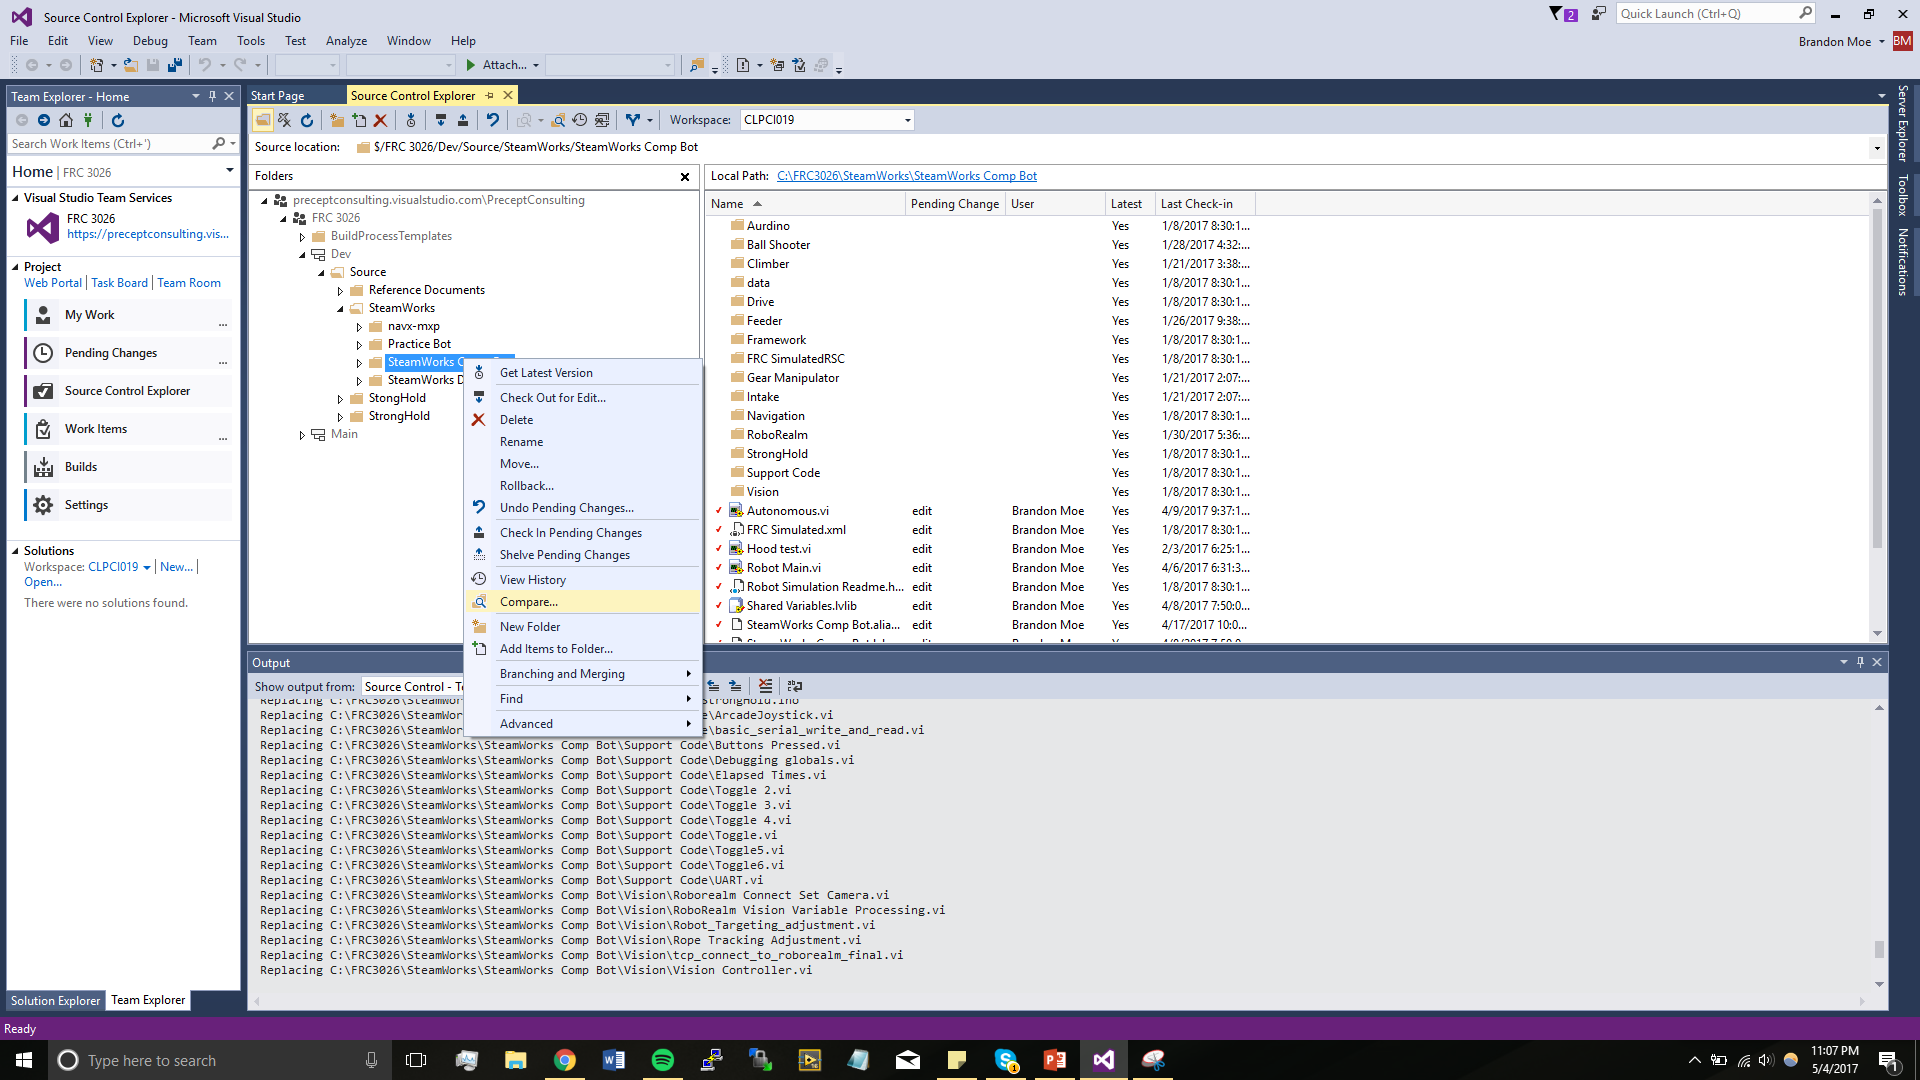 Source Control Explorer - Microsoft Visual Studio
2
Quick Launch (Ctrl+Q)
File Edit View Debug Team Tools Test Analyze Window Help
Brandon Moe BM
Attach...
Team Explorer - Home
Start Page
Source Control Explorer
Search Work Items (Ctrl+')
Workspace: CLPCI019
Source location: $/FRC 3026/Dev/Source/SteamWorks/SteamWorks Comp Bot
Home | FRC 3026
Visual Studio Team Services
FRC 3026
https://preceptconsulting.vis...
Project
Web Portal | Task Board | Team Room
My Work
...
Pending Changes
...
Source Control Explorer
Work Items
...
Builds
Settings
Solutions
Workspace: CLPCI019 New...
Open...
There were no solutions found.
Solution Explorer
Team Explorer
Folders
preceptconsulting.visualstudio.com\PreceptConsulting
FRC 3026
BuildProcessTemplates
Dev
Source
Reference Documents
SteamWorks
navx-mxp
Practice Bot
SteamWorks
SteamWorks D
StongHold
StrongHold
Main
Get Latest Version
Check Out for Edit...
Delete
Rename
Move...
Rollback...
Undo Pending Changes...
Check In Pending Changes
Shelve Pending Changes
View History
Compare...
New Folder
Add Items to Folder...
Branching and Merging
Find
Advanced
Local Path: C:\FRC3026\SteamWorks\SteamWorks Comp Bot
Name Pending Change User Latest Last Check-in
Aurdino Yes 1/8/2017 8:30:1...
Ball Shooter Yes 1/28/2017 4:32:...
Climber Yes 1/21/2017 3:38:...
data Yes 1/8/2017 8:30:1...
Drive Yes 1/8/2017 8:30:1...
Feeder Yes 1/26/2017 9:38:...
Framework Yes 1/8/2017 8:30:1...
FRC SimulatedRSC Yes 1/8/2017 8:30:1...
Gear Manipulator Yes 1/21/2017 2:07:...
Intake Yes 1/21/2017 2:07:...
Navigation Yes 1/8/2017 8:30:1...
RoboRealm Yes 1/30/2017 5:36:...
StrongHold Yes 1/8/2017 8:30:1...
Support Code Yes 1/8/2017 8:30:1...
Vision Yes 1/8/2017 8:30:1...
Autonomous.vi edit Brandon Moe Yes 4/9/2017 9:37:1...
FRC Simulated.xml edit Brandon Moe Yes 1/8/2017 8:30:1...
Hood test.vi edit Brandon Moe Yes 2/3/2017 6:25:1...
Robot Main.vi edit Brandon Moe Yes 4/6/2017 6:31:3...
Robot Simulation Readme.h... edit Brandon Moe Yes 1/8/2017 8:30:1...
Shared Variables.lvlib edit Brandon Moe Yes 4/8/2017 7:50:0...
SteamWorks Comp Bot.alia... edit Brandon Moe Yes 4/17/2017 10:0...
Server Explorer
Toolbox
Notifications
Output
Show output from: Source Control - Te
Replacing C:\FRC3026\SteamWor StrongHold.ino
Replacing C:\FRC3026\SteamWor \ArcadeJoystick.vi
Replacing C:\FRC3026\SteamWor \basic_serial_write_and_read.vi
Replacing C:\FRC3026\SteamWorks\SteamWorks Comp Bot\Support Code\Buttons Pressed.vi
Replacing C:\FRC3026\SteamWorks\SteamWorks Comp Bot\Support Code\Debugging globals.vi
Replacing C:\FRC3026\SteamWorks\SteamWorks Comp Bot\Support Code\Elapsed Times.vi
Replacing C:\FRC3026\SteamWorks\SteamWorks Comp Bot\Support Code\Toggle 2.vi
Replacing C:\FRC3026\SteamWorks\SteamWorks Comp Bot\Support Code\Toggle 3.vi
Replacing C:\FRC3026\SteamWorks\SteamWorks Comp Bot\Support Code\Toggle 4.vi
Replacing C:\FRC3026\SteamWorks\SteamWorks Comp Bot\Support Code\Toggle.vi
Replacing C:\FRC3026\SteamWorks\SteamWorks Comp Bot\Support Code\Toggle5.vi
Replacing C:\FRC3026\SteamWorks\SteamWorks Comp Bot\Support Code\Toggle6.vi
Replacing C:\FRC3026\SteamWorks\SteamWorks Comp Bot\Support Code\UART.vi
Replacing C:\FRC3026\SteamWorks\SteamWorks Comp Bot\Vision\Roborealm Connect Set Camera.vi
Replacing C:\FRC3026\SteamWorks\SteamWorks Comp Bot\Vision\RoboRealm Vision Variable Processing.vi
Replacing C:\FRC3026\SteamWorks\SteamWorks Comp Bot\Vision\Robot_Targeting_adjustment.vi
Replacing C:\FRC3026\SteamWorks\SteamWorks Comp Bot\Vision\Rope Tracking Adjustment.vi
Replacing C:\FRC3026\SteamWorks\SteamWorks Comp Bot\Vision\tcp_connect_to_roborealm_final.vi
Replacing C:\FRC3026\SteamWorks\SteamWorks Comp Bot\Vision\Vision Controller.vi
Ready
Type here to search
11:07 PM
5/4/2017